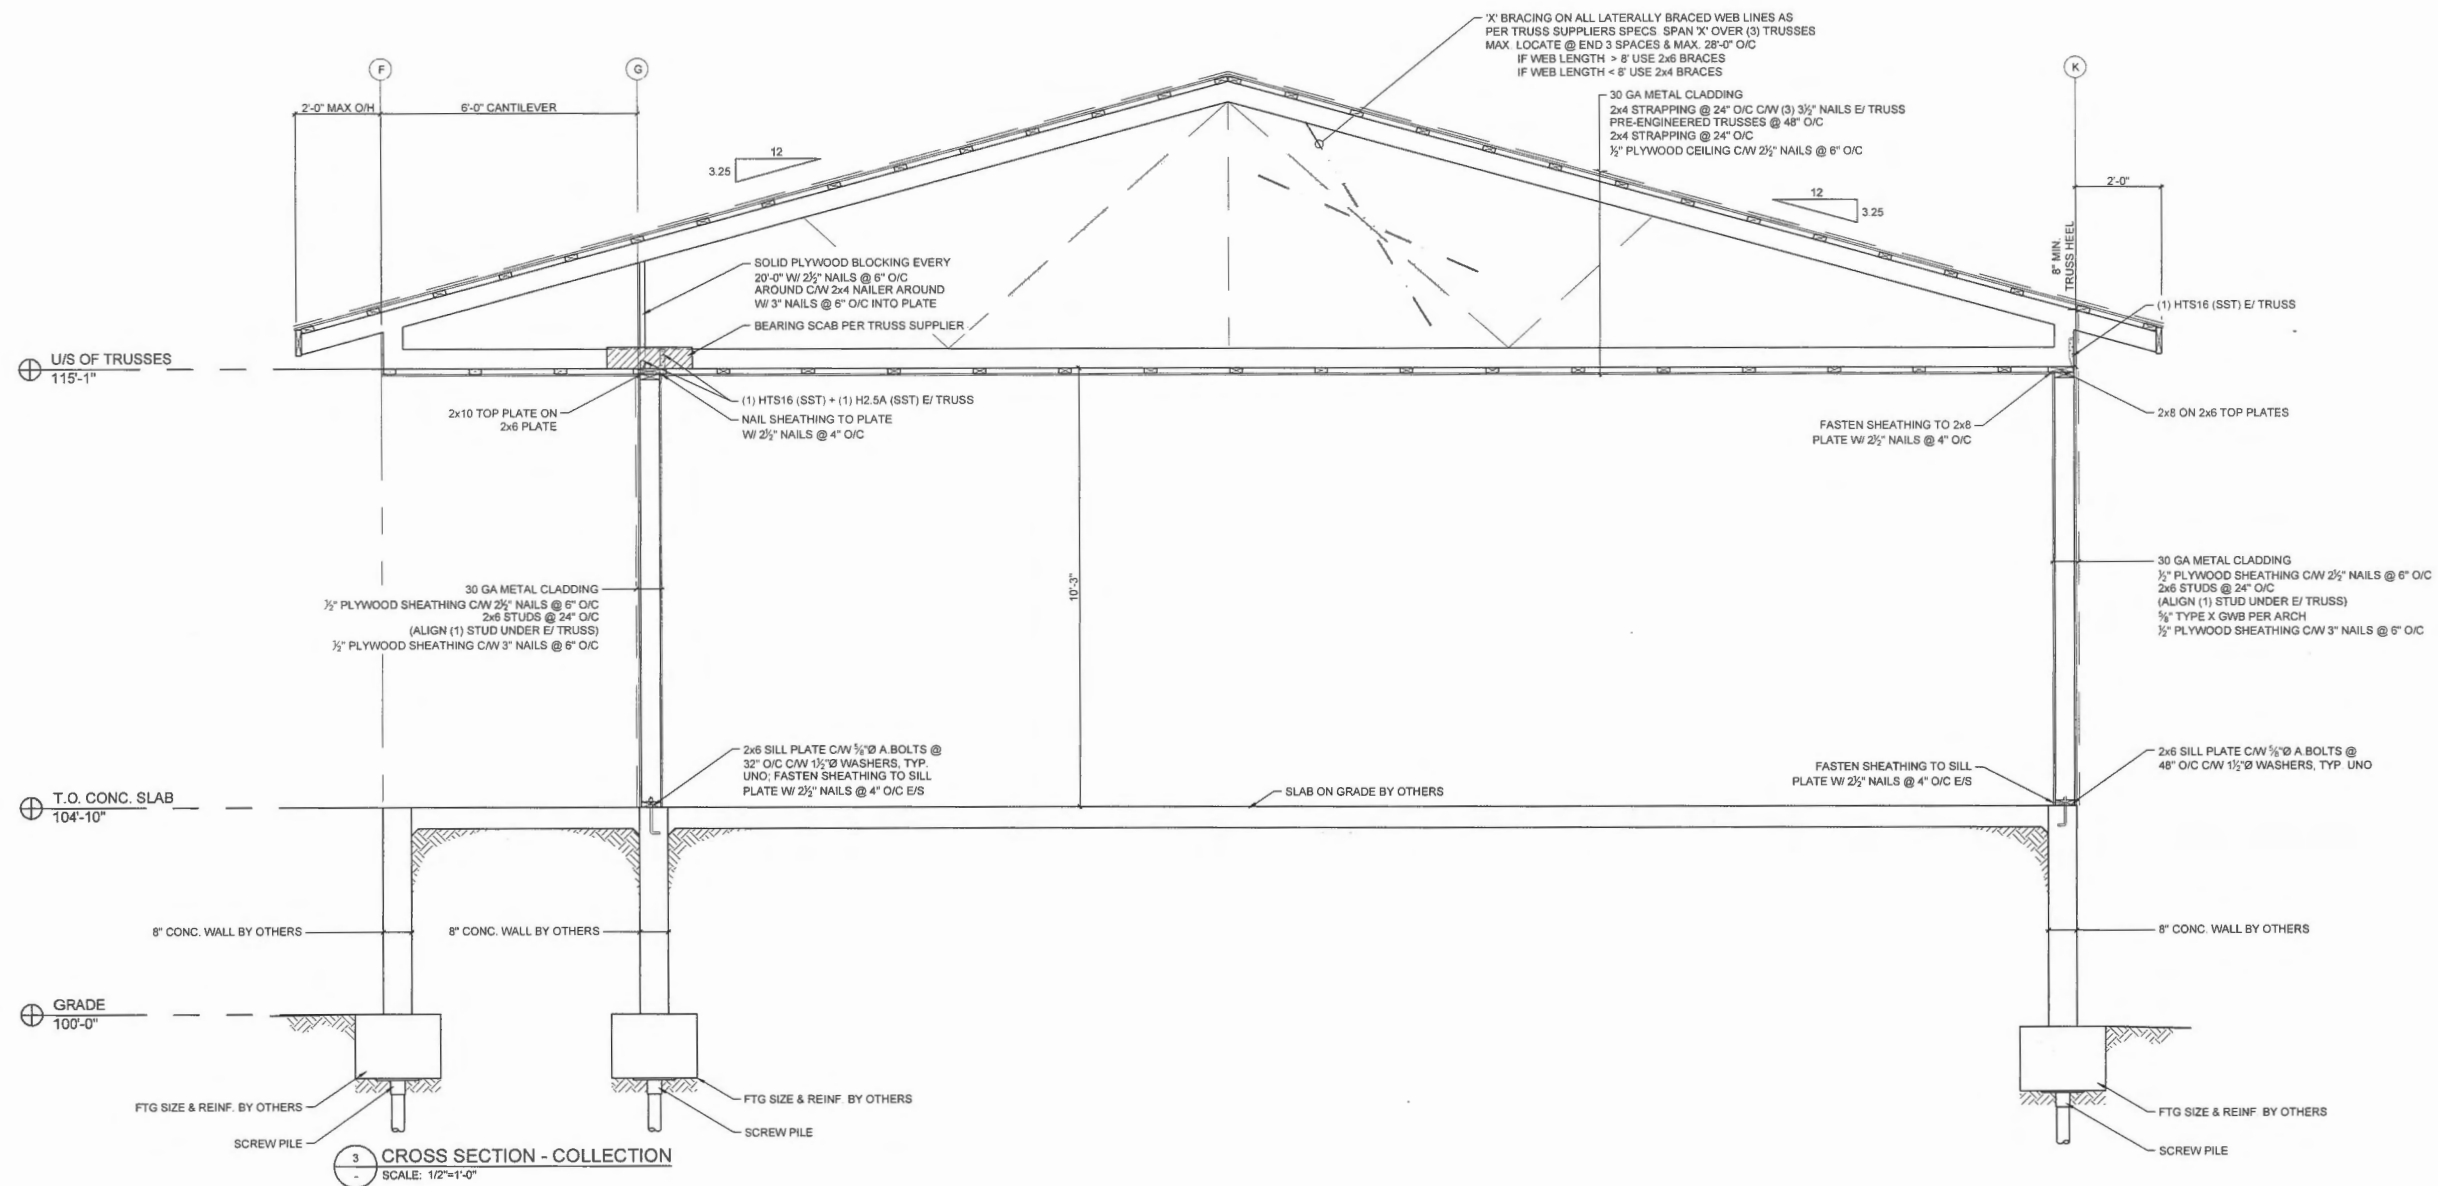 'X' BRACING ON ALL LATERALLY BRACED WEB LINES AS
PER TRUSS SUPPLIERS SPECS. SPAN 'X' OVER (3) TRUSSES
MAX. LOCATE @ END 3 SPACES & MAX. 28'-0" O/C
IF WEB LENGTH > 8' USE 2x6 BRACES
IF WEB LENGTH < 8' USE 2x4 BRACES
F
G
K
2'-0" MAX O/H
6'-0" CANTILEVER
30 GA METAL CLADDING
2x4 STRAPPING @ 24" O/C C/W (3) 3½" NAILS E/ TRUSS
PRE-ENGINEERED TRUSSES @ 48" O/C
2x4 STRAPPING @ 24" O/C
½" PLYWOOD CEILING C/W 2½" NAILS @ 6" O/C
12
3.25
12
3.25
2'-0"
8" MIN.
TRUSS HEEL
SOLID PLYWOOD BLOCKING EVERY
20'-0" W/ 2½" NAILS @ 6" O/C
AROUND C/W 2x4 NAILER AROUND
W/ 3" NAILS @ 6" O/C INTO PLATE
BEARING SCAB PER TRUSS SUPPLIER
(1) HTS16 (SST) E/ TRUSS
U/S OF TRUSSES
115'-1"
2x10 TOP PLATE ON
2x6 PLATE
(1) HTS16 (SST) + (1) H2.5A (SST) E/ TRUSS
NAIL SHEATHING TO PLATE
W/ 2½" NAILS @ 4" O/C
FASTEN SHEATHING TO 2x8
PLATE W/ 2½" NAILS @ 4" O/C
2x8 ON 2x6 TOP PLATES
10'-3"
30 GA METAL CLADDING
½" PLYWOOD SHEATHING C/W 2½" NAILS @ 6" O/C
2x6 STUDS @ 24" O/C
(ALIGN (1) STUD UNDER E/ TRUSS)
½" PLYWOOD SHEATHING C/W 3" NAILS @ 6" O/C
30 GA METAL CLADDING
½" PLYWOOD SHEATHING C/W 2½" NAILS @ 6" O/C
2x6 STUDS @ 24" O/C
(ALIGN (1) STUD UNDER E/ TRUSS)
⅝" TYPE X GWB PER ARCH
½" PLYWOOD SHEATHING C/W 3" NAILS @ 6" O/C
2x6 SILL PLATE C/W ⅝"Ø A.BOLTS @
32" O/C C/W 1½"Ø WASHERS, TYP.
UNO; FASTEN SHEATHING TO SILL
PLATE W/ 2½" NAILS @ 4" O/C E/S
FASTEN SHEATHING TO SILL
PLATE W/ 2½" NAILS @ 4" O/C E/S
2x6 SILL PLATE C/W ⅝"Ø A.BOLTS @
48" O/C C/W 1½"Ø WASHERS, TYP UNO
SLAB ON GRADE BY OTHERS
T.O. CONC. SLAB
104'-10"
8" CONC. WALL BY OTHERS
8" CONC. WALL BY OTHERS
8" CONC. WALL BY OTHERS
GRADE
100'-0"
FTG SIZE & REINF. BY OTHERS
SCREW PILE
FTG SIZE & REINF. BY OTHERS
SCREW PILE
FTG SIZE & REINF BY OTHERS
SCREW PILE
3
-
CROSS SECTION - COLLECTION
SCALE: 1/2"=1'-0"